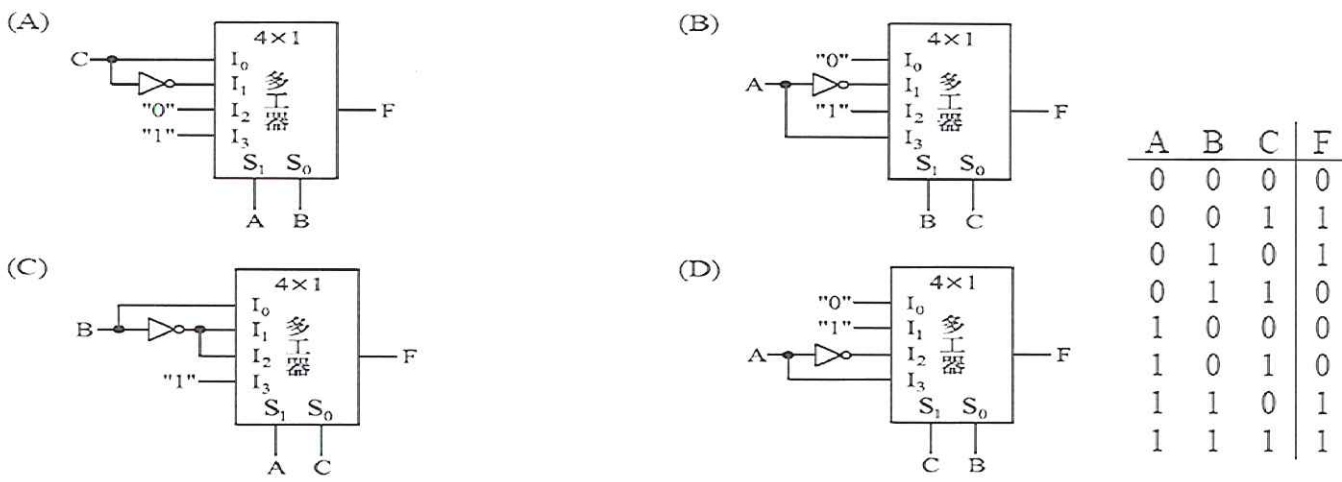 (A)
4×1
C
I₀
I₁
"0"
I₂
"1"
I₃
多工器
F
S₁ S₀
A B
(B)
4×1
"0"
I₀
A
I₁
"1"
I₂
I₃
多工器
F
S₁ S₀
B C
(C)
4×1
I₀
B
I₁
I₂
"1"
I₃
多工器
F
S₁ S₀
A C
(D)
4×1
"0"
I₀
"1"
I₁
A
I₂
I₃
多工器
F
S₁ S₀
C B
A B C F
0 0 0 0
0 0 1 1
0 1 0 1
0 1 1 0
1 0 0 0
1 0 1 0
1 1 0 1
1 1 1 1